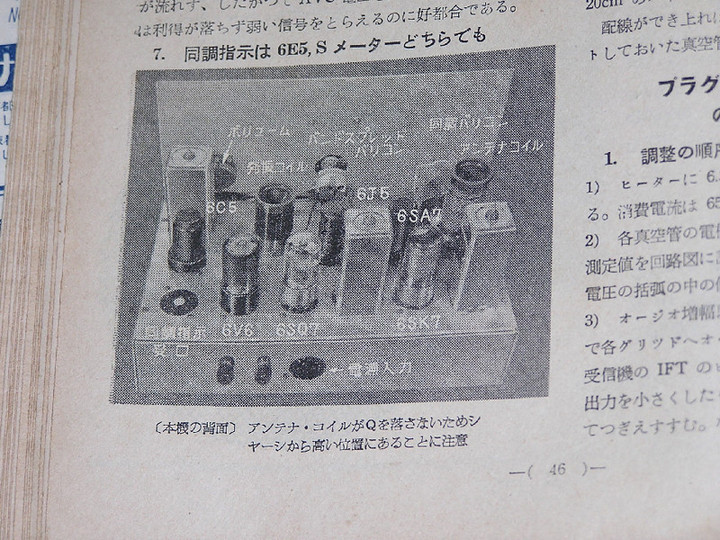 が流れず、したがって AVC 電圧
は利得が落ちず弱い信号をとらえるのに好都合である。
7. 同調指示は 6E5, S メーターどちらでも
ボリューム
発振コイル
バンドスプレッド
バリコン
同調バリコン
アンテナコイル
6C5
6J5
6SA7
同調指示
受口
6V6
6SQ7
6SK7
←電源入力
〔本機の背面〕 アンテナ・コイルがQを落さないためシ
ャーシから高い位置にあることに注意
—( 46 )—
20cm
配線ができ上れば
トしておいた真空管
プラグ
の
1. 調整の順序
1) ヒーターに 6.
る。消費電流は 65
2) 各真空管の電極
測定値を回路図に
電圧の括弧の中の値
3) オージオ増幅
で各グリッドへオ・
受信機の IFT の
出力を小さくした
てつぎえすすむ。